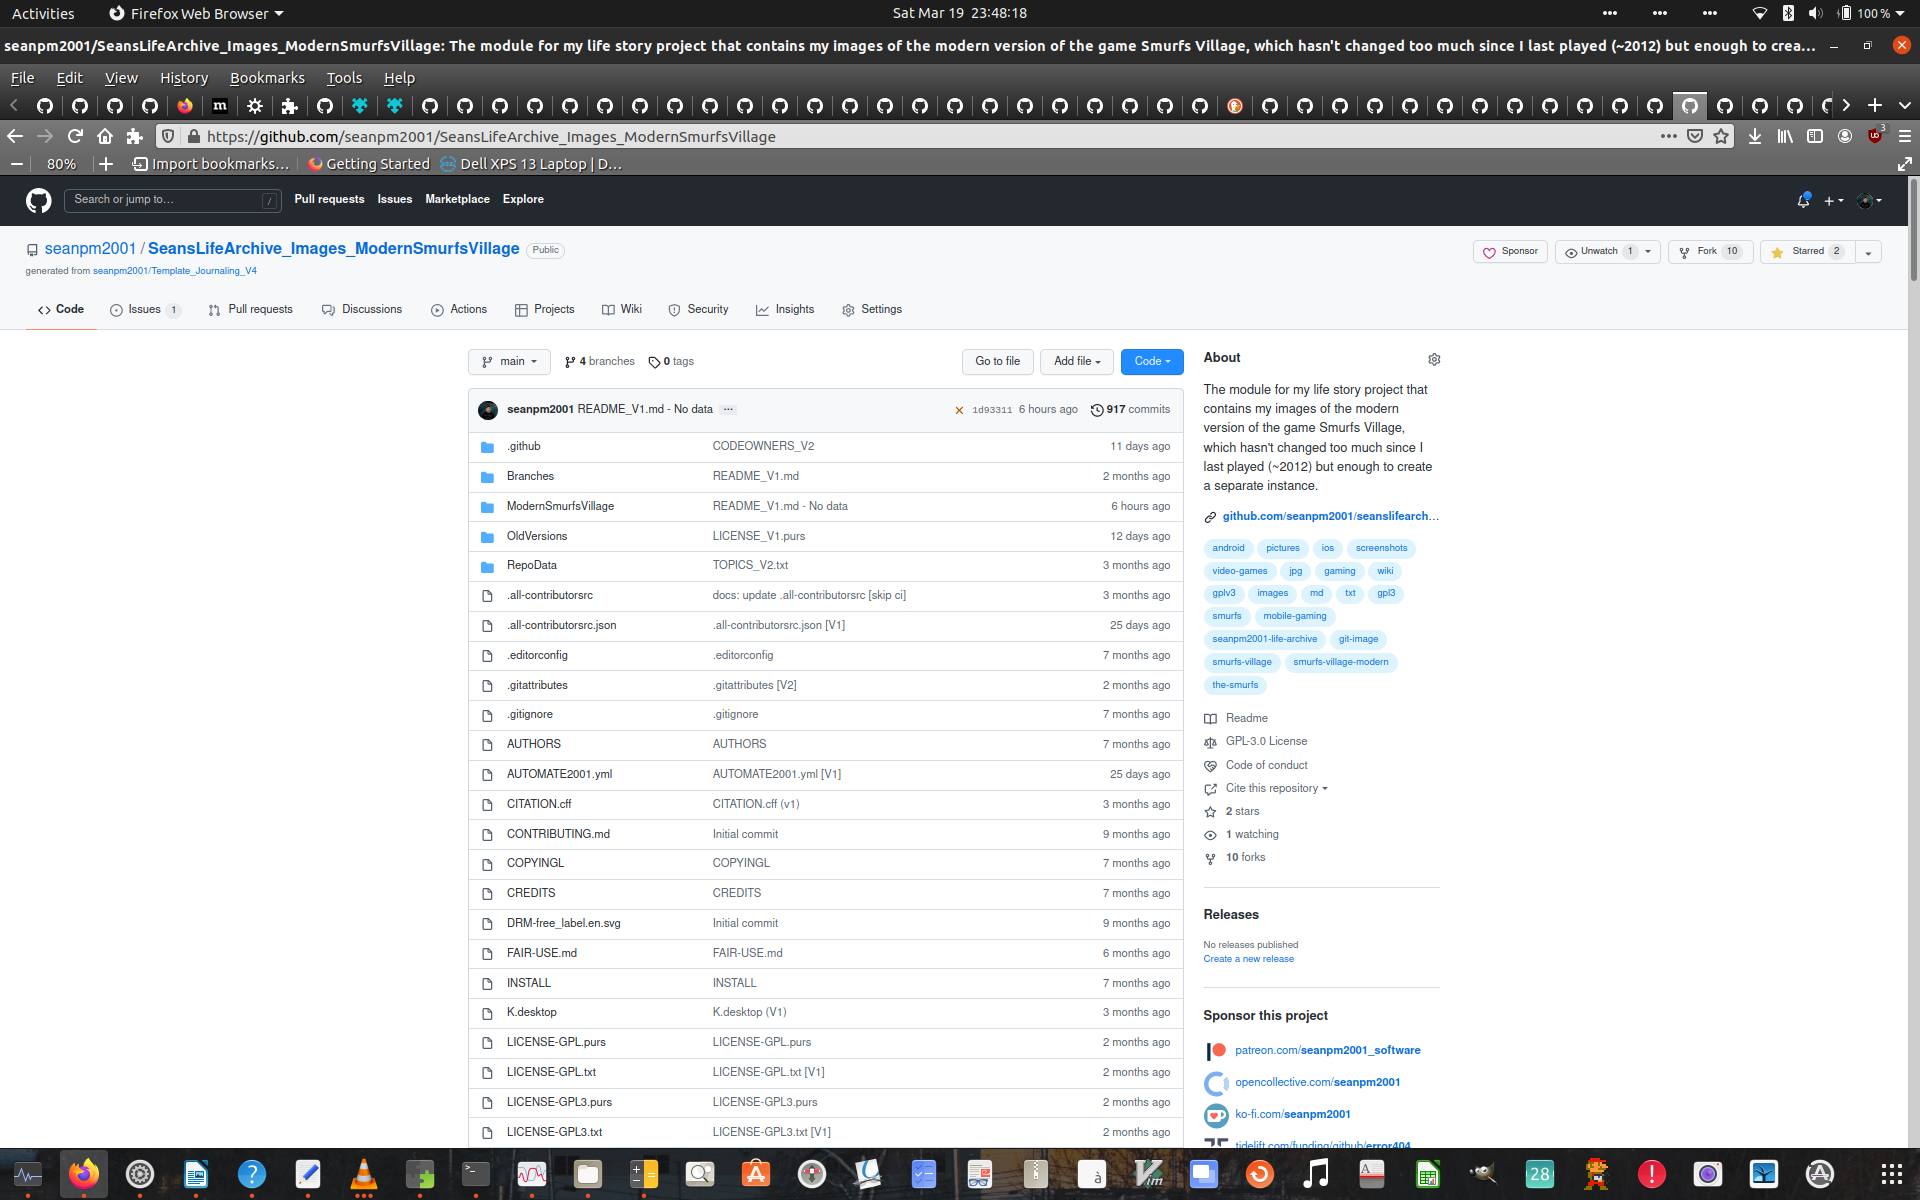 Activities Firefox Web Browser Sat Mar 19 23:48:18 100 %
seanpm2001/SeansLifeArchive_Images_ModernSmurfsVillage: The module for my life story project that contains my images of the modern version of the game Smurfs Village, which hasn't changed too much since I last played (~2012) but enough to crea…
File Edit View History Bookmarks Tools Help
https://github.com/seanpm2001/SeansLifeArchive_Images_ModernSmurfsVillage 3
80% Import bookmarks… Getting Started Dell XPS 13 Laptop | D…
Search or jump to… / Pull requests Issues Marketplace Explore
seanpm2001 / SeansLifeArchive_Images_ModernSmurfsVillage Public Sponsor Unwatch 1 Fork 10 Starred 2
generated from seanpm2001/Template_Journaling_V4
Code Issues 1 Pull requests Discussions Actions Projects Wiki Security Insights Settings
main 4 branches 0 tags Go to file Add file Code
seanpm2001 README_V1.md - No data ... 1d93311 6 hours ago 917 commits
.github CODEOWNERS_V2 11 days ago
Branches README_V1.md 2 months ago
ModernSmurfsVillage README_V1.md - No data 6 hours ago
OldVersions LICENSE_V1.purs 12 days ago
RepoData TOPICS_V2.txt 3 months ago
.all-contributorsrc docs: update .all-contributorsrc [skip ci] 3 months ago
.all-contributorsrc.json .all-contributorsrc.json [V1] 25 days ago
.editorconfig .editorconfig 7 months ago
.gitattributes .gitattributes [V2] 2 months ago
.gitignore .gitignore 7 months ago
AUTHORS AUTHORS 7 months ago
AUTOMATE2001.yml AUTOMATE2001.yml [V1] 25 days ago
CITATION.cff CITATION.cff (v1) 3 months ago
CONTRIBUTING.md Initial commit 9 months ago
COPYINGL COPYINGL 7 months ago
CREDITS CREDITS 7 months ago
DRM-free_label.en.svg Initial commit 9 months ago
FAIR-USE.md FAIR-USE.md 6 months ago
INSTALL INSTALL 7 months ago
K.desktop K.desktop (V1) 3 months ago
LICENSE-GPL.purs LICENSE-GPL.purs 2 months ago
LICENSE-GPL.txt LICENSE-GPL.txt [V1] 2 months ago
LICENSE-GPL3.purs LICENSE-GPL3.purs 2 months ago
LICENSE-GPL3.txt LICENSE-GPL3.txt [V1] 2 months ago
About
The module for my life story project that
contains my images of the modern
version of the game Smurfs Village,
which hasn't changed too much since I
last played (~2012) but enough to create
a separate instance.
github.com/seanpm2001/seanslifearch…
android pictures ios screenshots
video-games jpg gaming wiki
gplv3 images md txt gpl3
smurfs mobile-gaming
seanpm2001-life-archive git-image
smurfs-village smurfs-village-modern
the-smurfs
Readme
GPL-3.0 License
Code of conduct
Cite this repository
2 stars
1 watching
10 forks
Releases
No releases published
Create a new release
Sponsor this project
patreon.com/seanpm2001_software
opencollective.com/seanpm2001
ko-fi.com/seanpm2001
tidelift.com/funding/github/error404
28